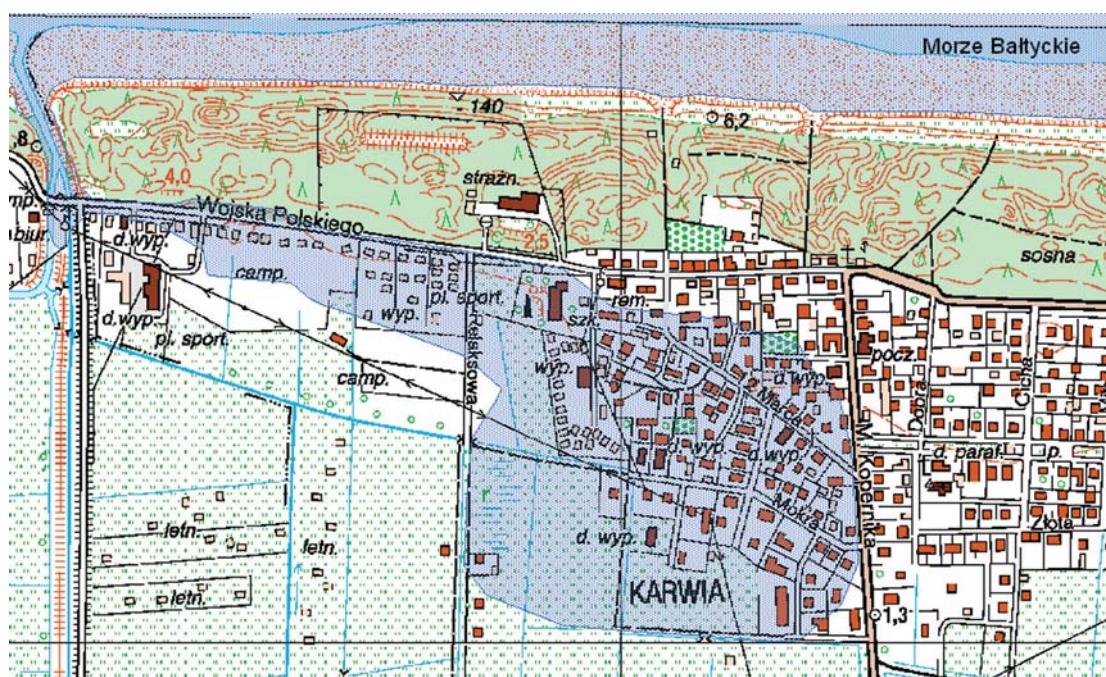 Morze Bałtyckie
140
6,2
,8
4,0
strażn.
Wojska Polskiego
2,5
d.wyp.
camp.
sosna
pl. sport.
rem.
szk.
wyp.
d.wyp.
pl. sport.
camp.
wyp.
pocz.
d.wyp.
Cicha
Dobra
M. Kopernika
wyp.
d.wyp.
d. paraf.
p.
Mokra
Złota
letn.
letn.
d. wyp.
letn.
KARWIA
1,3